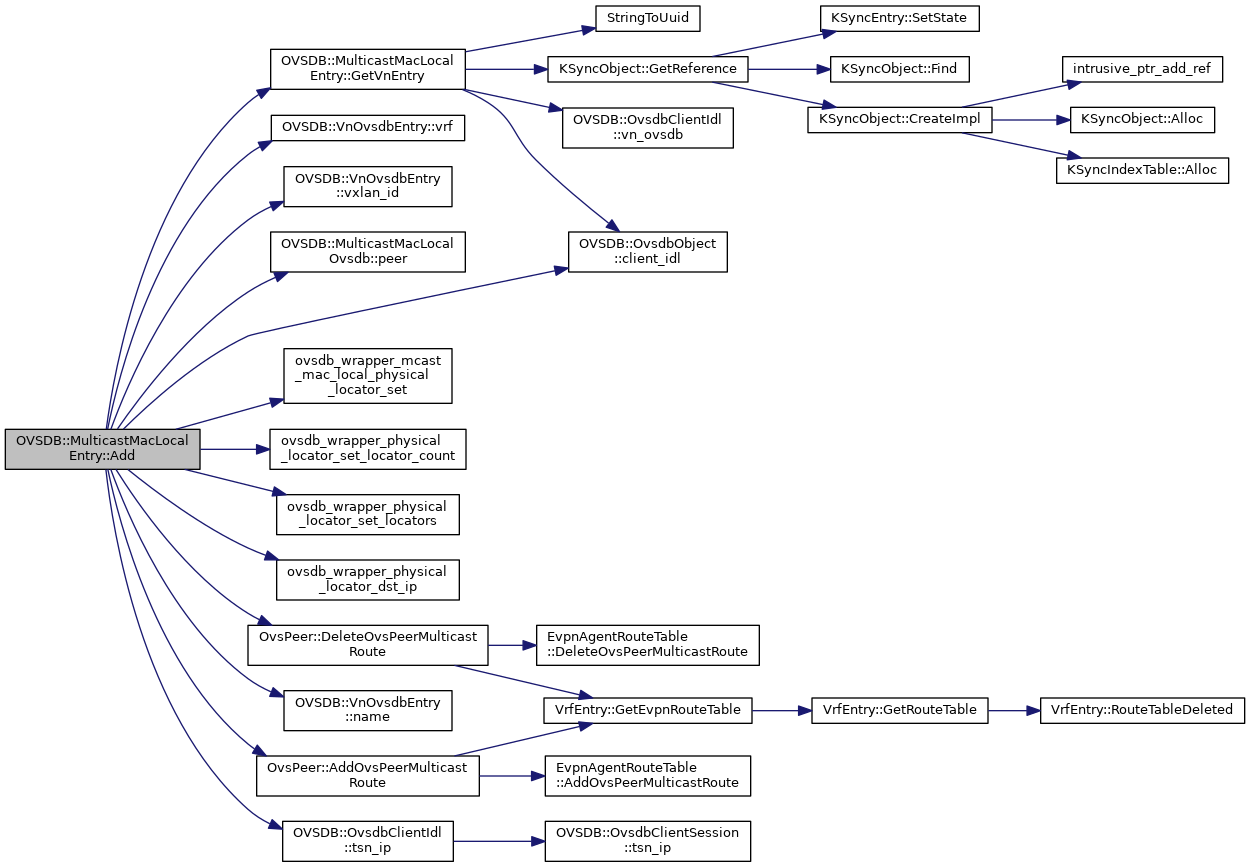 StringToUuid
KSyncEntry::SetState
OVSDB::MulticastMacLocal
Entry::GetVnEntry
KSyncObject::GetReference
KSyncObject::Find
intrusive_ptr_add_ref
OVSDB::VnOvsdbEntry::vrf
OVSDB::OvsdbClientIdl
::vn_ovsdb
KSyncObject::CreateImpl
KSyncObject::Alloc
KSyncIndexTable::Alloc
OVSDB::VnOvsdbEntry
::vxlan_id
OVSDB::MulticastMacLocal
Ovsdb::peer
OVSDB::OvsdbObject
::client_idl
ovsdb_wrapper_mcast
_mac_local_physical
_locator_set
OVSDB::MulticastMacLocal
Entry::Add
ovsdb_wrapper_physical
_locator_set_locator_count
ovsdb_wrapper_physical
_locator_set_locators
ovsdb_wrapper_physical
_locator_dst_ip
OvsPeer::DeleteOvsPeerMulticast
Route
EvpnAgentRouteTable
::DeleteOvsPeerMulticastRoute
OVSDB::VnOvsdbEntry
::name
VrfEntry::GetEvpnRouteTable
VrfEntry::GetRouteTable
VrfEntry::RouteTableDeleted
OvsPeer::AddOvsPeerMulticast
Route
EvpnAgentRouteTable
::AddOvsPeerMulticastRoute
OVSDB::OvsdbClientIdl
::tsn_ip
OVSDB::OvsdbClientSession
::tsn_ip